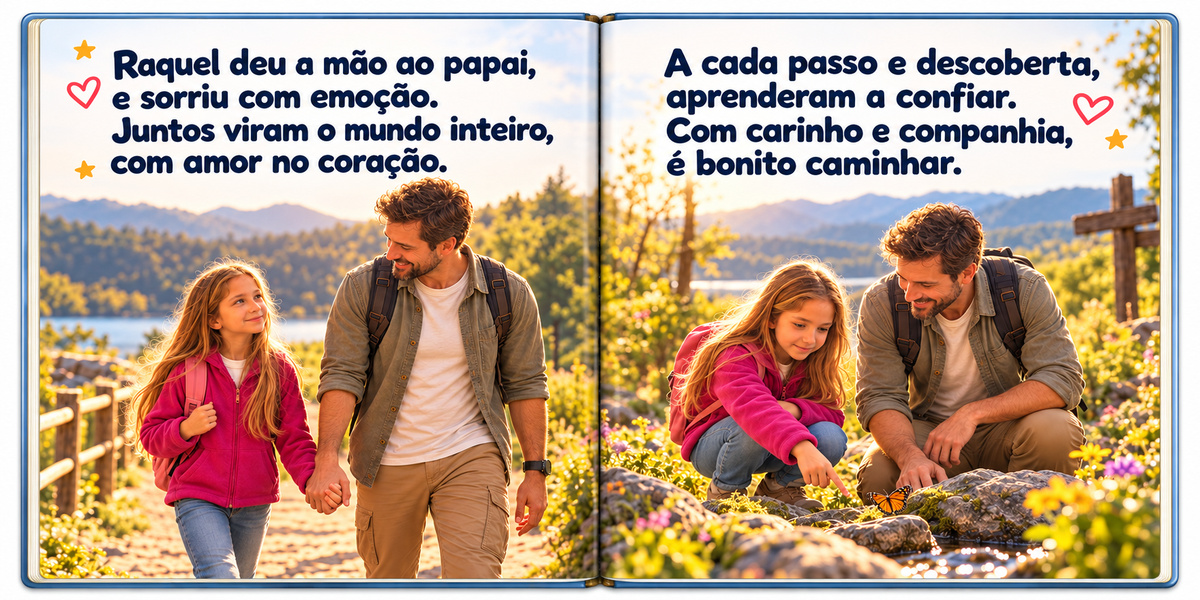 Raquel deu a mão ao papai,
e sorriu com emoção.
Juntos viram o mundo inteiro,
com amor no coração.
A cada passo e descoberta,
aprenderam a confiar.
Com carinho e companhia,
é bonito caminhar.